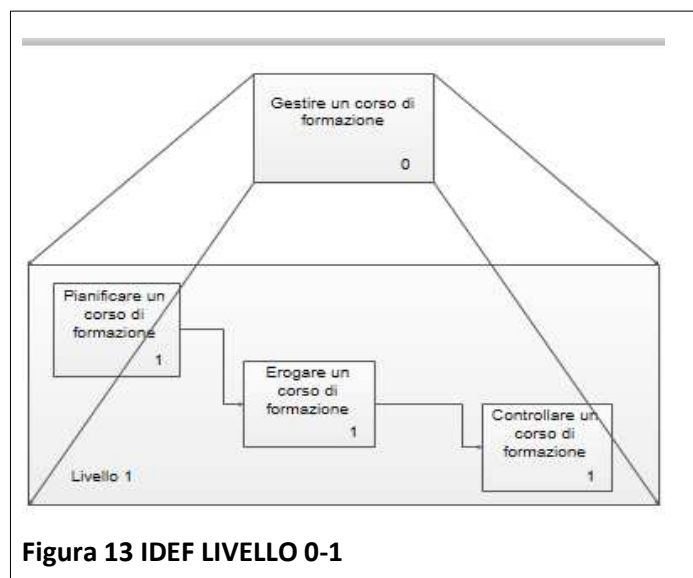 Gestire un corso di
formazione
0
Pianificare un
corso di
formazione
1
Erogare un
corso di
formazione
1
Controllare un
corso di
formazione
1
Livello 1
Figura 13 IDEF LIVELLO 0-1